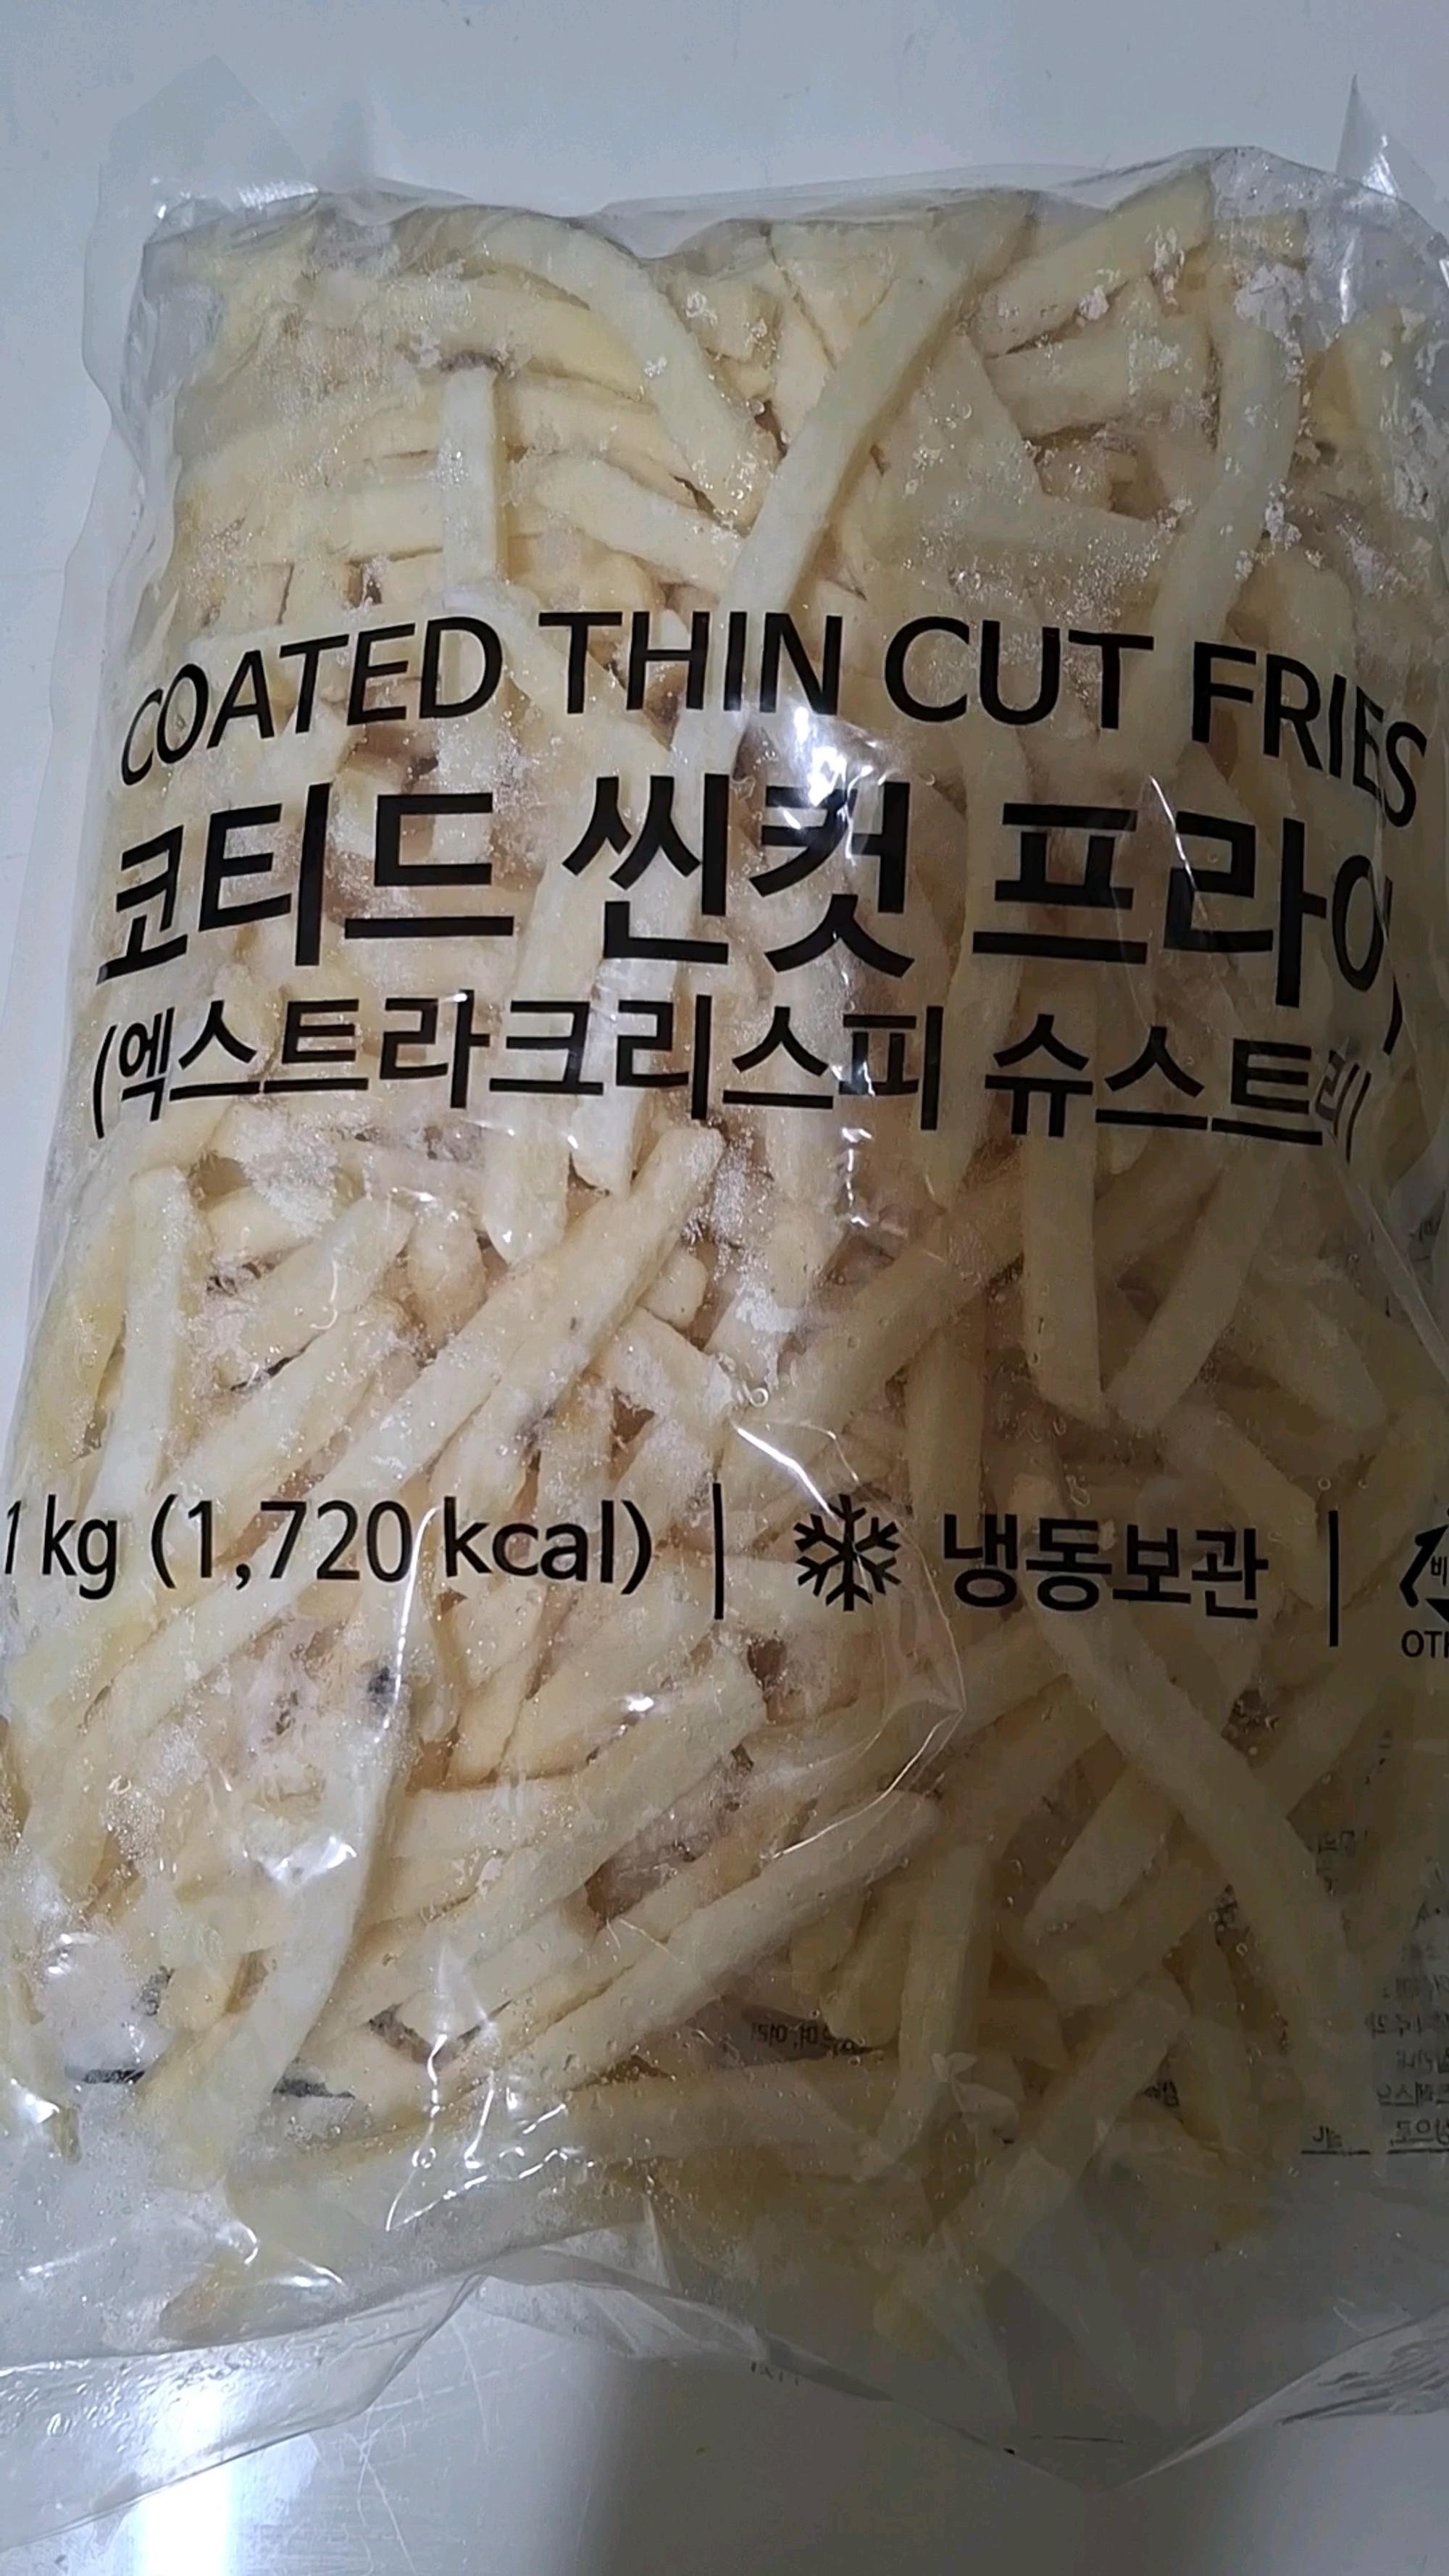 COATED THIN CUT FRIES
코티드 씬컷 프라이
(엑스트라크리스피 슈스트링)
1 kg (1,720 kcal) | 냉동보관 |